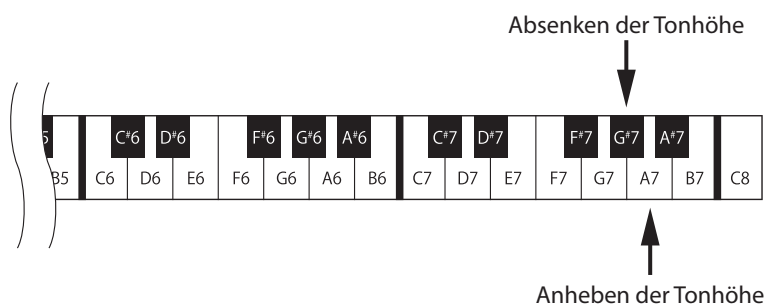 Absenken der Tonhöhe
5 C#6 D#6 F#6 G#6 A#6 C#7 D#7 F#7 G#7 A#7
B5 C6 D6 E6 F6 G6 A6 B6 C7 D7 E7 F7 G7 A7 B7 C8
Anheben der Tonhöhe